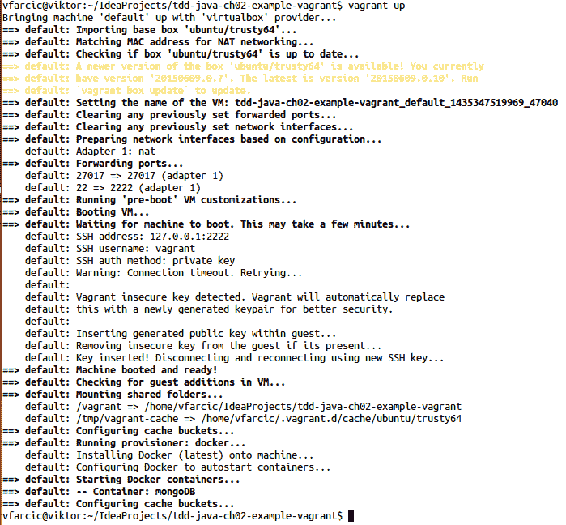 vfarcic@viktor:~/IdeaProjects/tdd-java-ch02-example-vagrant$ vagrant up
Bringing machine 'default' up with 'virtualbox' provider...
==> default: Importing base box 'ubuntu/trusty64'...
==> default: Matching MAC address for NAT networking...
==> default: Checking if box 'ubuntu/trusty64' is up to date...
==> default: A newer version of the box 'ubuntu/trusty64' is available! You currently
==> default: have version '20150609.0.7'. The latest is version '20150609.0.10'. Run
==> default: `vagrant box update` to update.
==> default: Setting the name of the VM: tdd-java-ch02-example-vagrant_default_1435347519969_47040
==> default: Clearing any previously set forwarded ports...
==> default: Clearing any previously set network interfaces...
==> default: Preparing network interfaces based on configuration...
default: Adapter 1: nat
==> default: Forwarding ports...
default: 27017 => 27017 (adapter 1)
default: 22 => 2222 (adapter 1)
==> default: Running 'pre-boot' VM customizations...
==> default: Booting VM...
==> default: Waiting for machine to boot. This may take a few minutes...
default: SSH address: 127.0.0.1:2222
default: SSH username: vagrant
default: SSH auth method: private key
default: Warning: Connection timeout. Retrying...
default:
default: Vagrant insecure key detected. Vagrant will automatically replace
default: this with a newly generated keypair for better security.
default:
default: Inserting generated public key within guest...
default: Removing insecure key from the guest if its present...
default: Key inserted! Disconnecting and reconnecting using new SSH key...
==> default: Machine booted and ready!
==> default: Checking for guest additions in VM...
==> default: Mounting shared folders...
default: /vagrant => /home/vfarcic/IdeaProjects/tdd-java-ch02-example-vagrant
default: /tmp/vagrant-cache => /home/vfarcic/.vagrant.d/cache/ubuntu/trusty64
==> default: Configuring cache buckets...
==> default: Running provisioner: docker...
default: Installing Docker (latest) onto machine...
default: Configuring Docker to autostart containers...
==> default: Starting Docker containers...
==> default: -- Container: mongoDB
==> default: Configuring cache buckets...
vfarcic@viktor:~/IdeaProjects/tdd-java-ch02-example-vagrant$